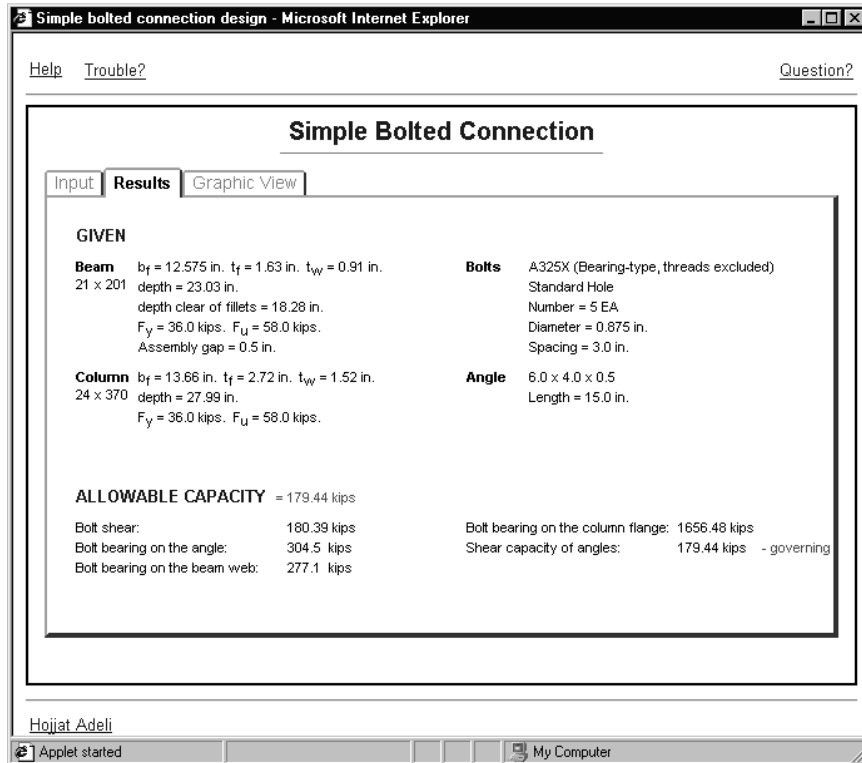 Simple bolted connection design - Microsoft Internet Explorer
Help Trouble? Question?
Simple Bolted Connection
Input Results Graphic View
GIVEN
Beam b_f = 12.575 in. t_f = 1.63 in. t_w = 0.91 in.
21 x 201 depth = 23.03 in.
depth clear of fillets = 18.28 in.
F_y = 36.0 kips. F_u = 58.0 kips.
Assembly gap = 0.5 in.
Bolts A325X (Bearing-type, threads excluded)
Standard Hole
Number = 5 EA
Diameter = 0.875 in.
Spacing = 3.0 in.
Column b_f = 13.66 in. t_f = 2.72 in. t_w = 1.52 in.
24 x 370 depth = 27.99 in.
F_y = 36.0 kips. F_u = 58.0 kips.
Angle 6.0 x 4.0 x 0.5
Length = 15.0 in.
ALLOWABLE CAPACITY = 179.44 kips
Bolt shear: 180.39 kips
Bolt bearing on the angle: 304.5 kips
Bolt bearing on the beam web: 277.1 kips
Bolt bearing on the column flange: 1656.48 kips
Shear capacity of angles: 179.44 kips - governing
Hojjat Adeli
Applet started My Computer